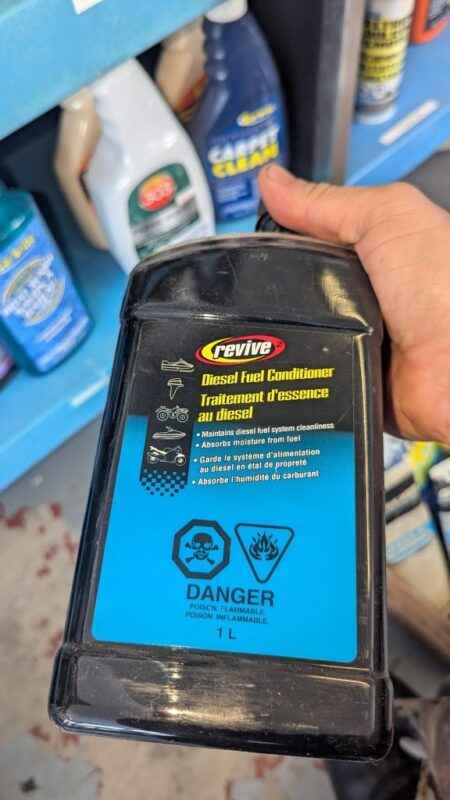 revive
Diesel Fuel Conditioner
Traitement d'essence
au diesel
• Maintains diesel fuel system cleanliness
• Absorbs moisture from fuel
• Garde le système d'alimentation
au diesel en état de propreté
• Absorbe l'humidité du carburant
DANGER
POISON. FLAMMABLE.
POISON. INFLAMMABLE.
1 L
303
CARPET
CLEAN